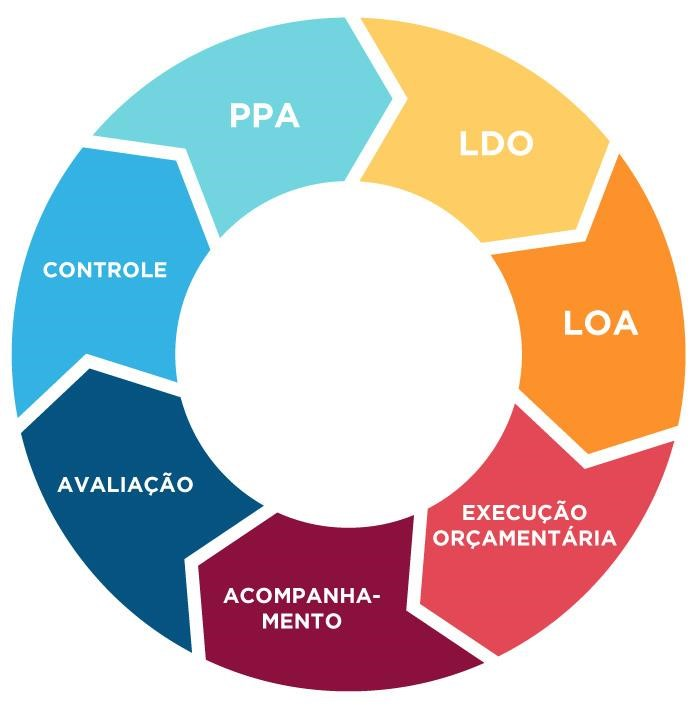 PPA
LDO
LOA
EXECUÇÃO
ORÇAMENTÁRIA
ACOMPANHA-
MENTO
AVALIAÇÃO
CONTROLE